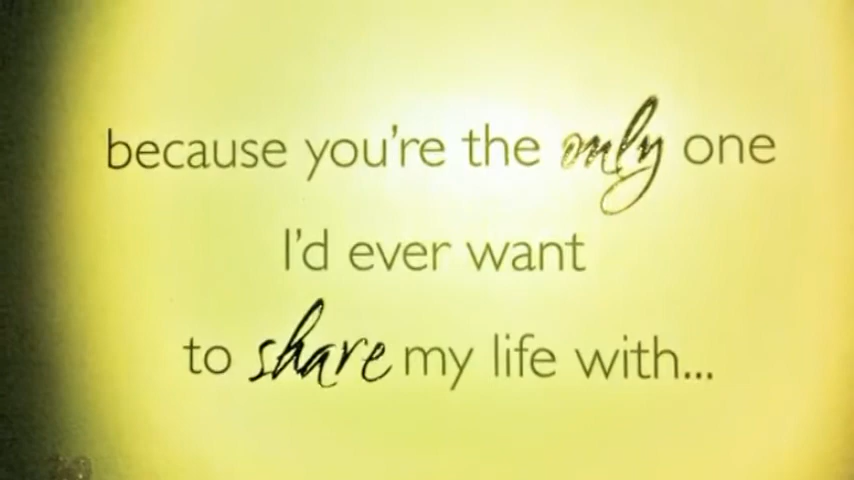 because you're the only one
I'd ever want
to share my life with...